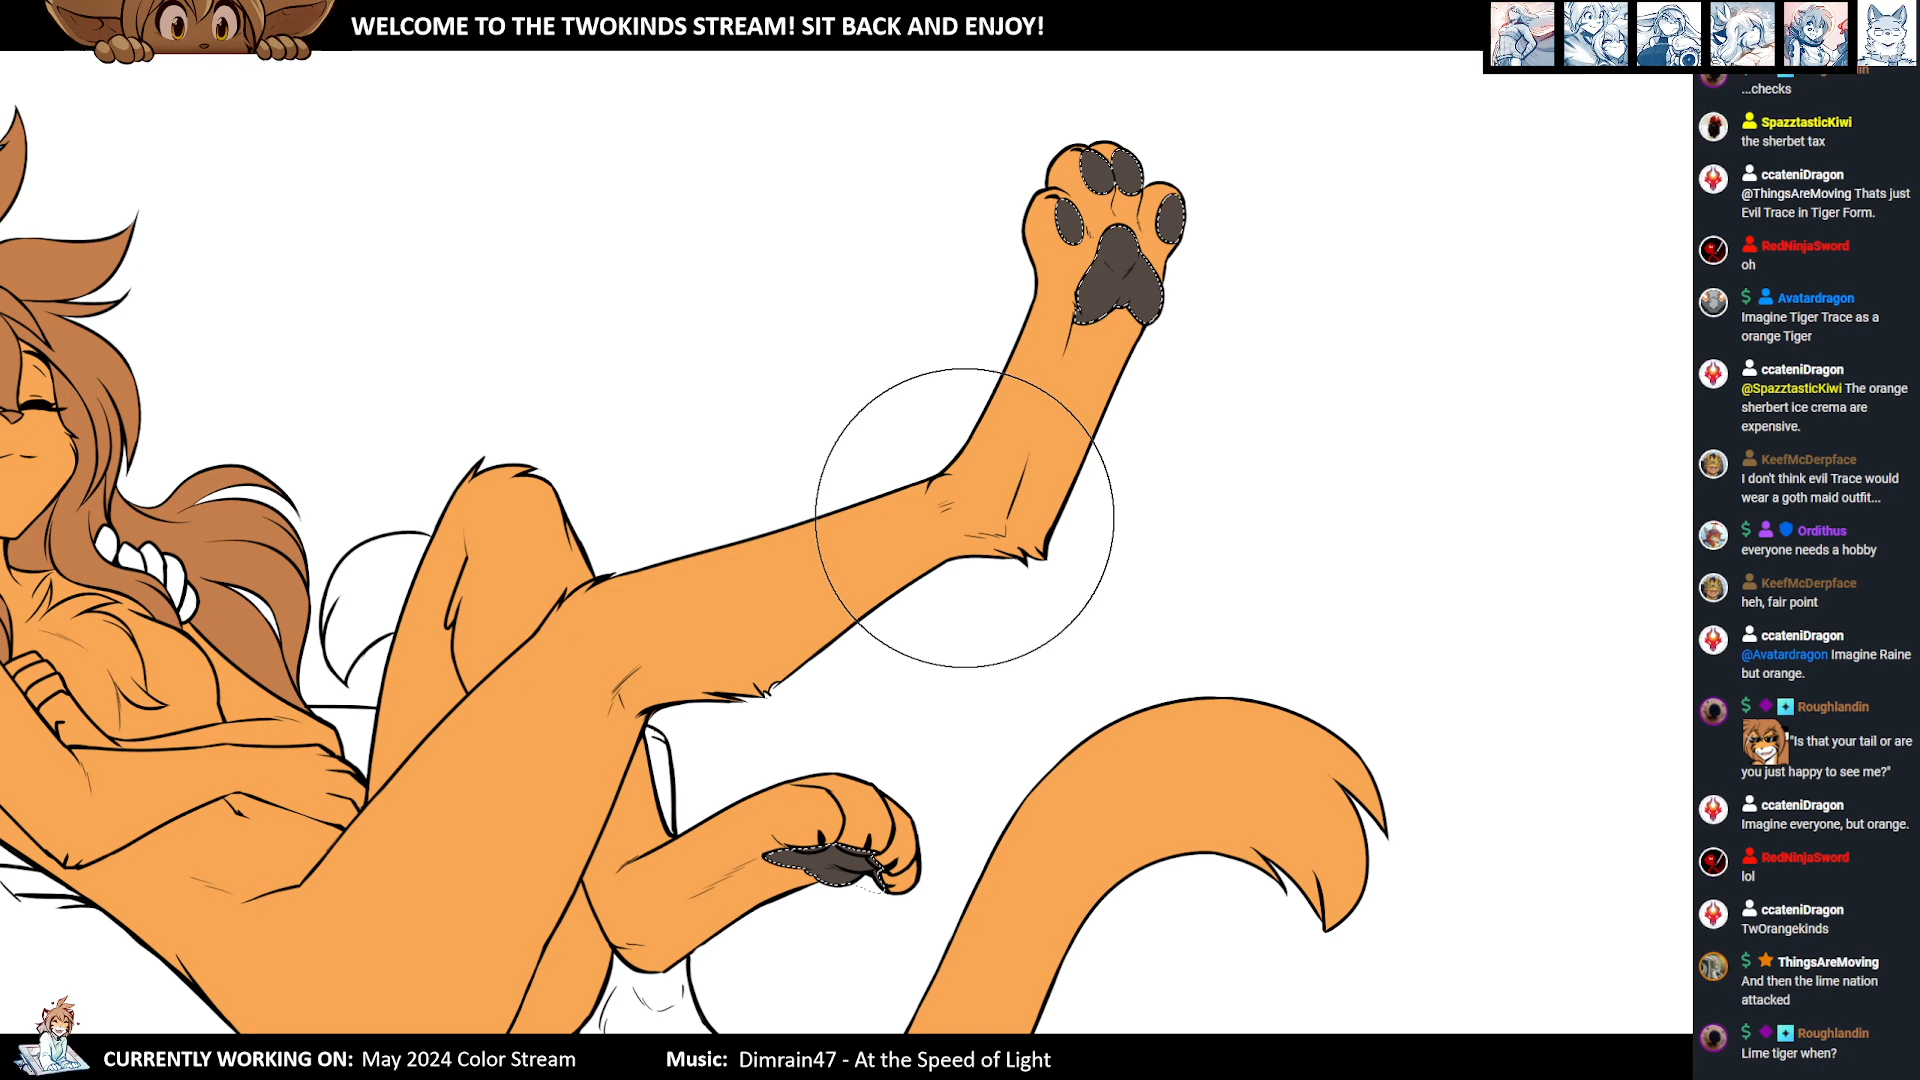 WELCOME TO THE TWOKINDS STREAM! SIT BACK AND ENJOY!
...checks
SpazztasticKiwi
the sherbet tax
ccateniDragon
@ThingsAreMoving Thats just
Evil Trace in Tiger Form.
RedNinjaSword
oh
$ Avatardragon
Imagine Tiger Trace as a
orange Tiger
ccateniDragon
@SpazztasticKiwi The orange
sherbert ice crema are
expensive.
KeefMcDerpface
I don't think evil Trace would
wear a goth maid outfit...
$ Ordithus
everyone needs a hobby
KeefMcDerpface
heh, fair point
ccateniDragon
@Avatardragon Imagine Raine
but orange.
$ Roughlandin
"Is that your tail or are
you just happy to see me?"
ccateniDragon
Imagine everyone, but orange.
RedNinjaSword
lol
ccateniDragon
TwOrangekinds
$ ThingsAreMoving
And then the lime nation
attacked
$ Roughlandin
Lime tiger when?
CURRENTLY WORKING ON: May 2024 Color Stream
Music: Dimrain47 - At the Speed of Light